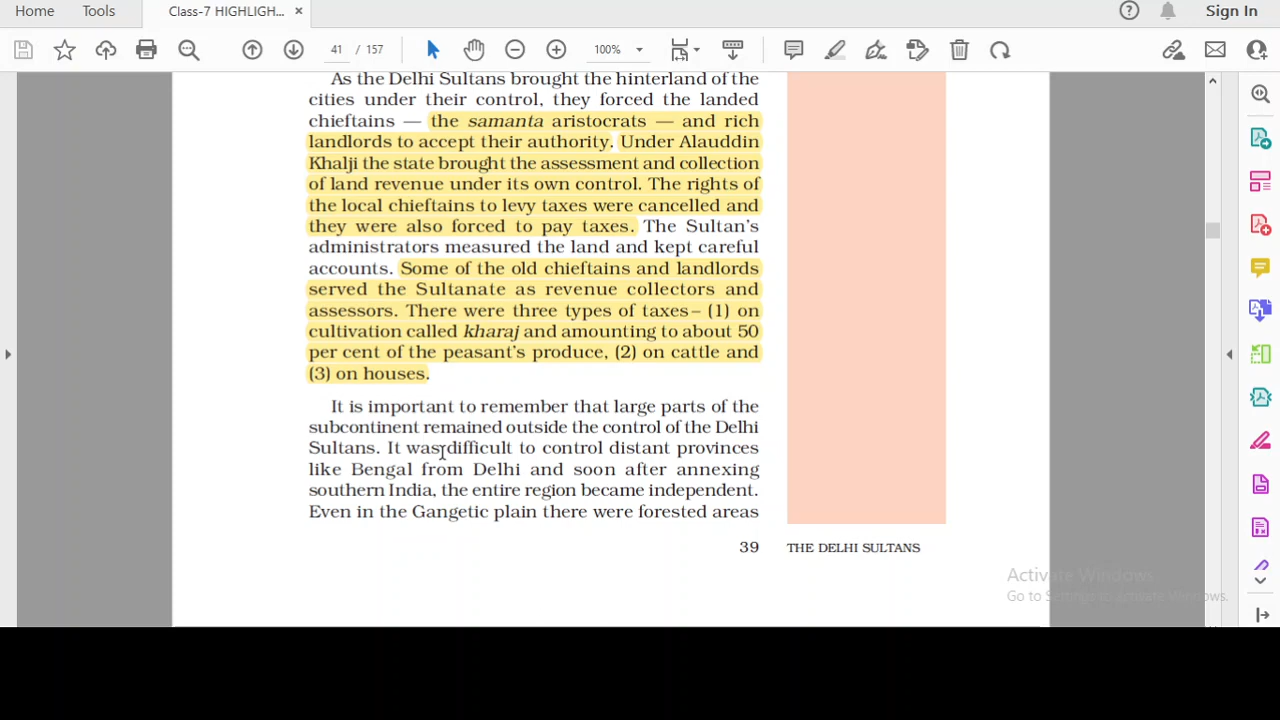 Home Tools Class-7 HIGHLIGH... × Sign In
41 / 157 100%
As the Delhi Sultans brought the hinterland of the
cities under their control, they forced the landed
chieftains — the samanta aristocrats — and rich
landlords to accept their authority. Under Alauddin
Khalji the state brought the assessment and collection
of land revenue under its own control. The rights of
the local chieftains to levy taxes were cancelled and
they were also forced to pay taxes. The Sultan's
administrators measured the land and kept careful
accounts. Some of the old chieftains and landlords
served the Sultanate as revenue collectors and
assessors. There were three types of taxes– (1) on
cultivation called kharaj and amounting to about 50
per cent of the peasant's produce, (2) on cattle and
(3) on houses.
It is important to remember that large parts of the
subcontinent remained outside the control of the Delhi
Sultans. It was difficult to control distant provinces
like Bengal from Delhi and soon after annexing
southern India, the entire region became independent.
Even in the Gangetic plain there were forested areas
39 THE DELHI SULTANS
Activate Windows
Go to Settings to Activate Windows.